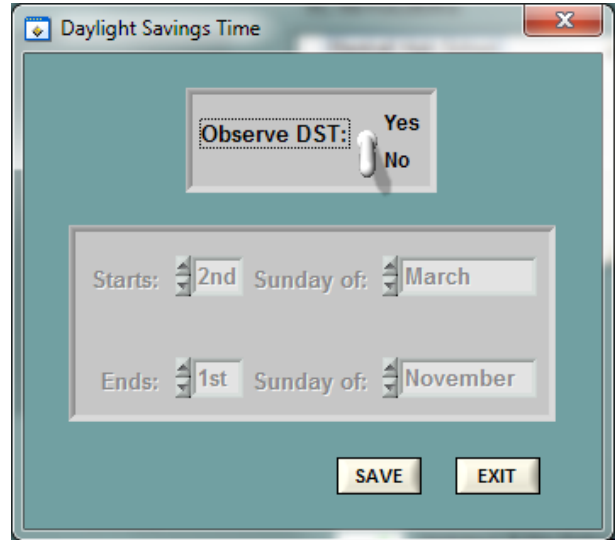 Daylight Savings Time
Observe DST: Yes
No
Starts: 2nd Sunday of: March
Ends: 1st Sunday of: November
SAVE EXIT